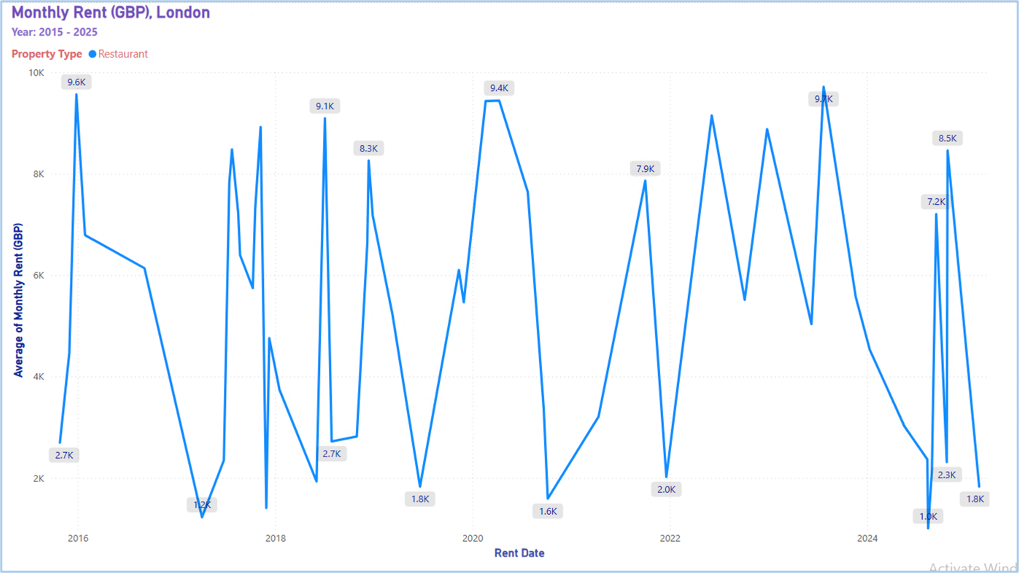 Monthly Rent (GBP), London
Year: 2015 - 2025
Property Type Restaurant
10K
8K
6K
4K
2K
Average of Monthly Rent (GBP)
9.6K
9.4K
9.1K
9.7K
8.5K
8.3K
7.9K
7.2K
2.7K
2.7K
1.2K
1.8K
1.6K
2.0K
2.3K
1.8K
1.0K
2016
2018
2020
2022
2024
Rent Date
Activate Wind